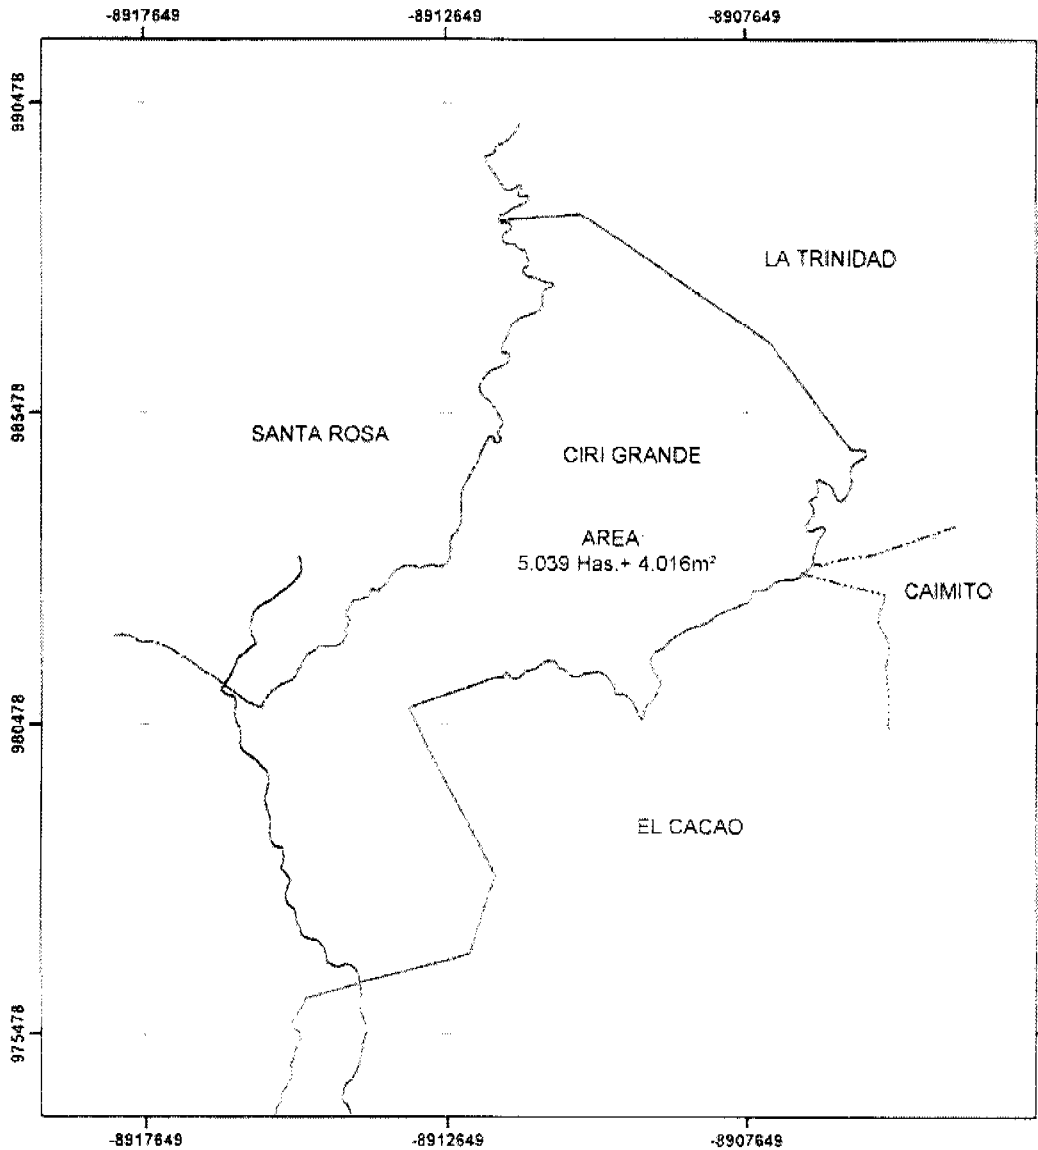 -8917649
-8912649
-8907649
990478
LA TRINIDAD
985478
SANTA ROSA
CIRI GRANDE
AREA
5.039 Has.+ 4.016m²
CAIMITO
980478
EL CACAO
975478
-8917649
-8912649
-8907649